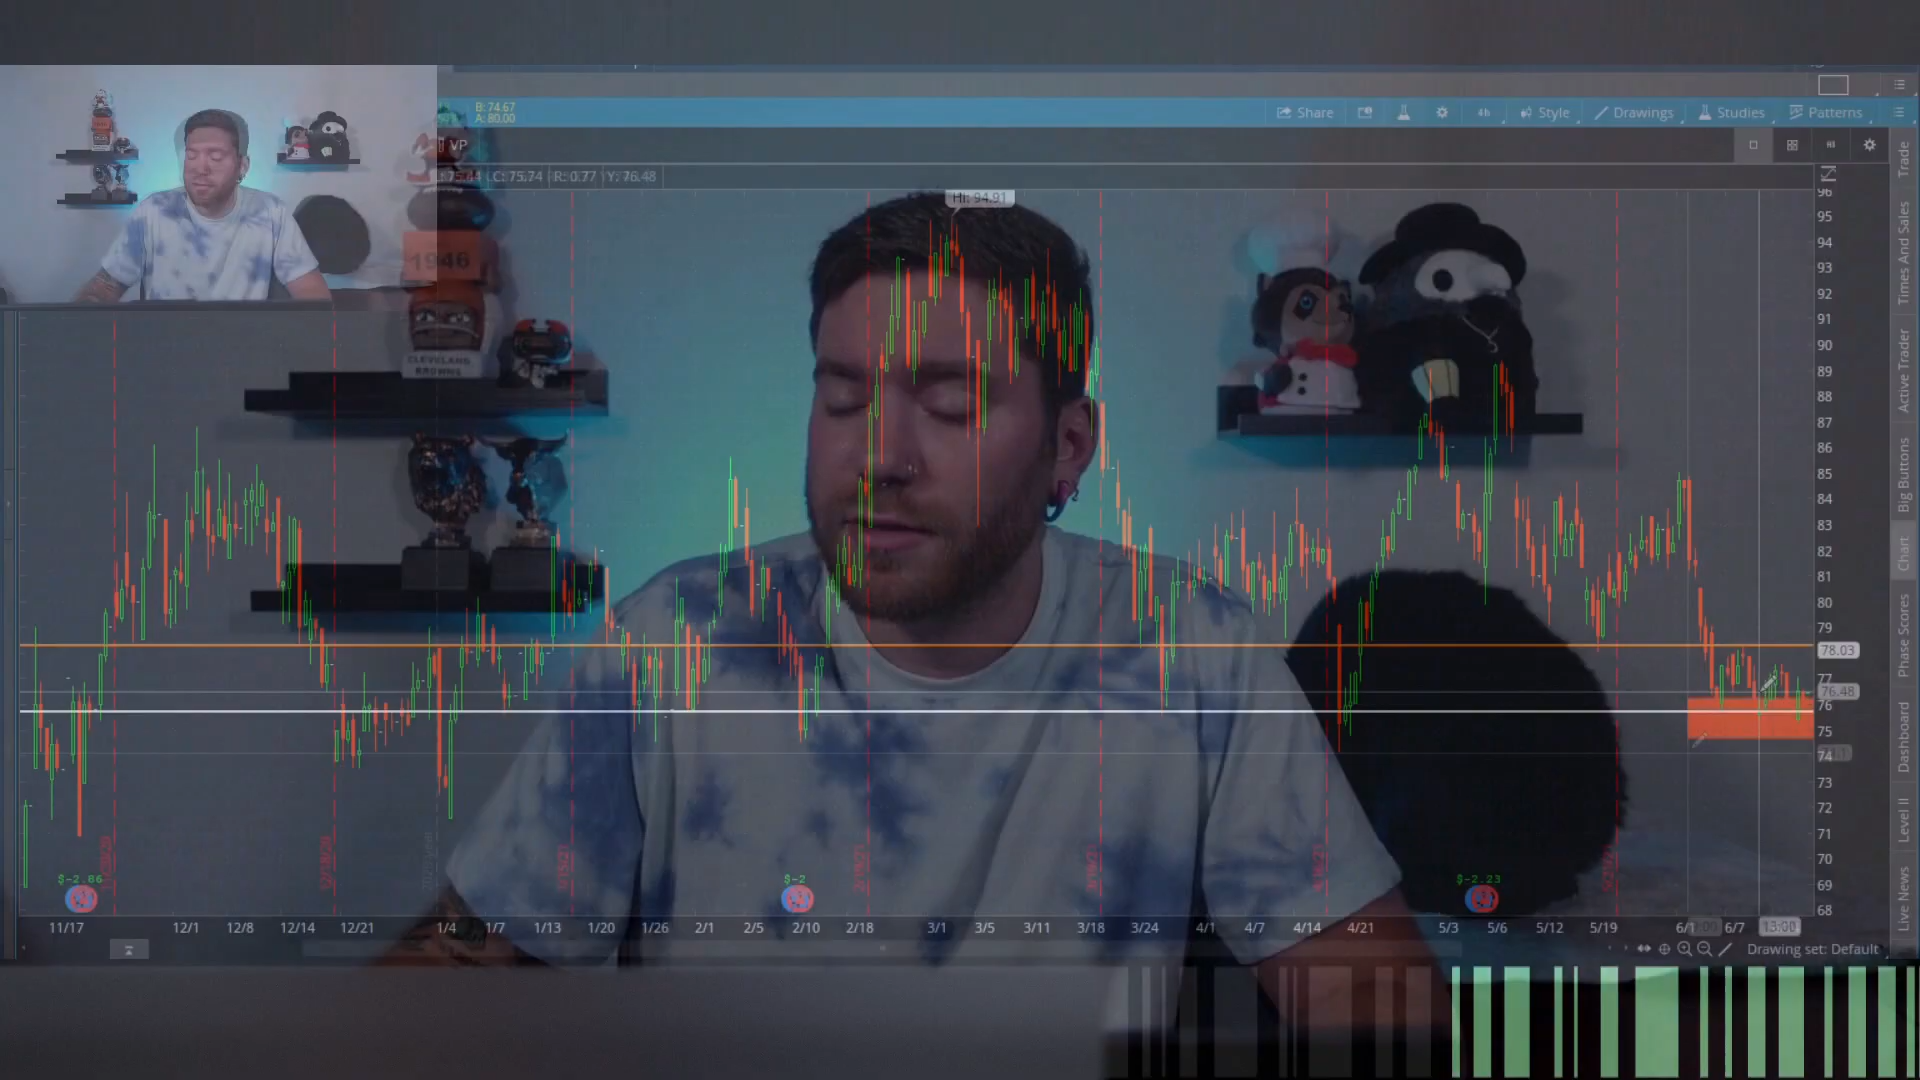 B: 74.67
A: 80.00
Share
4h
Style
Drawings
Studies
Patterns
VP
C: 75.74
R: 0.77
Y: 76.48
Hi: 94.91
1946
CLEVELAND
BROWNS
96
95
94
93
92
91
90
89
88
87
86
85
84
83
82
81
80
79
78.03
77
76.48
76
75
74
73
72
71
70
69
68
Trade
Times And Sales
Active Trader
Big Buttons
Chart
Phase Scores
Dashboard
Level II
Live News
$-2.86
$-2
$-2.23
11/17
12/1
12/8
12/14
12/21
1/4
1/7
1/13
1/20
1/26
2/1
2/5
2/10
2/18
3/1
3/5
3/11
3/18
3/24
4/1
4/7
4/14
4/21
5/3
5/6
5/12
5/19
6/7
13:00
Drawing set: Default